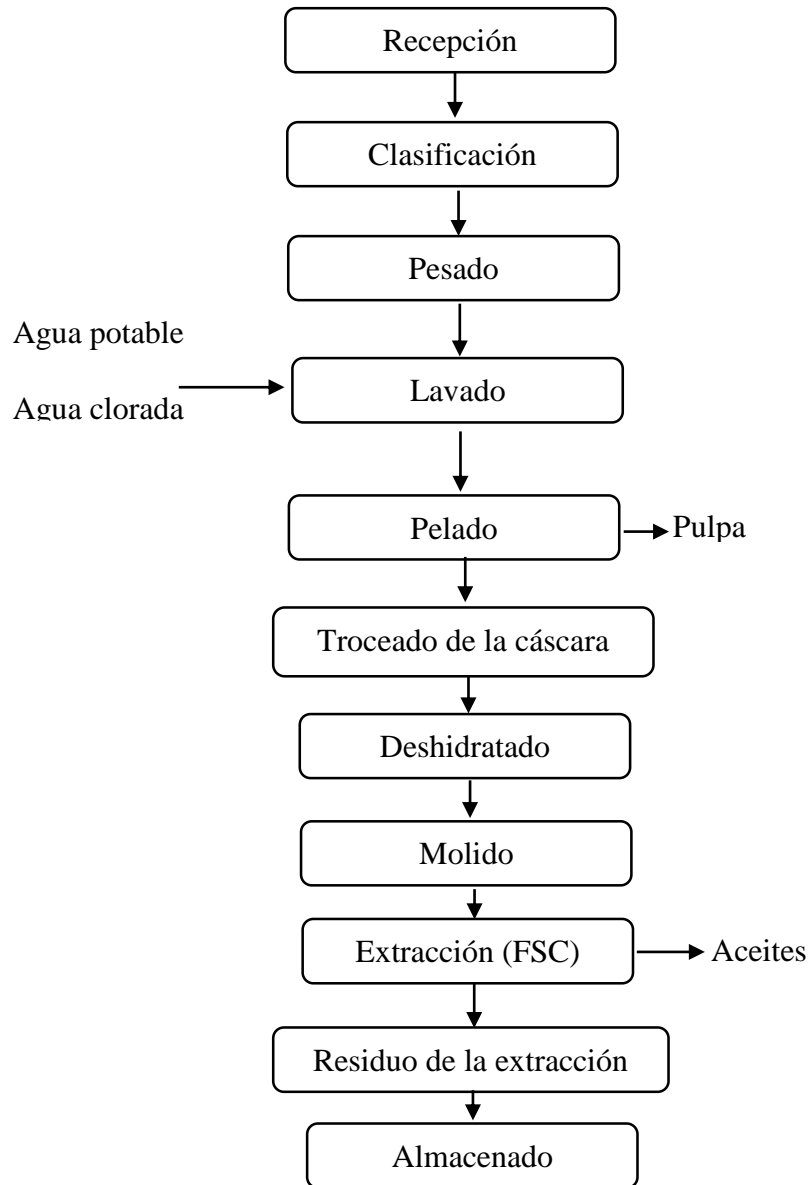 Recepción
Clasificación
Pesado
Agua potable
Agua clorada
Lavado
Pelado
Pulpa
Troceado de la cáscara
Deshidratado
Molido
Extracción (FSC)
Aceites
Residuo de la extracción
Almacenado